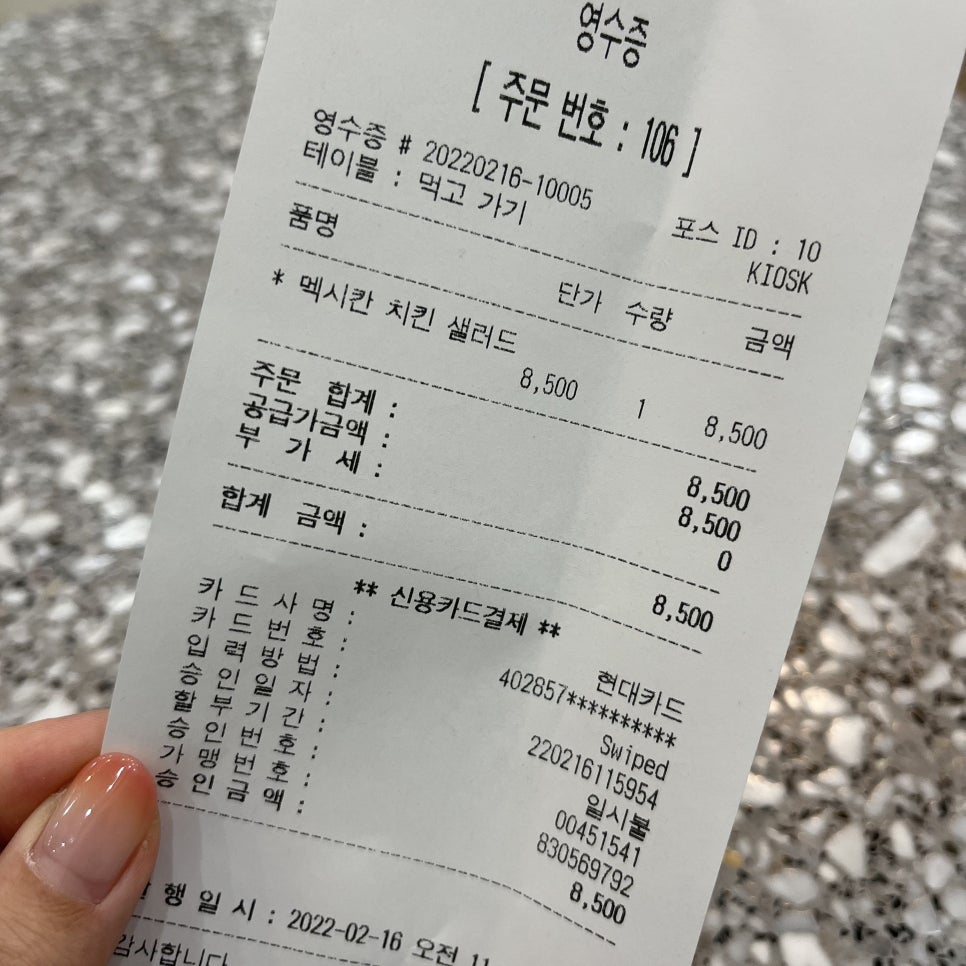 영수증
[ 주문 번호 : 106 ]
영수증 # 20220216-10005 포스 ID : 10
테이블 : 먹고 가기 KIOSK
품명 단가 수량 금액
* 멕시칸 치킨 샐러드
8,500 1 8,500
주문 합계 : 8,500
공급가금액 : 8,500
부 가 세 : 0
합계 금액 : 8,500
** 신용카드결제 **
카 드 사 명 : 현대카드
카 드 번 호 : 402857**********
입 력 방 법 : Swiped
승 인 일 자 : 220216115954
할 부 기 간 : 일시불
승 인 번 호 : 00451541
가 맹 번 호 : 830569792
승 인 금 액 : 8,500
행 일 시 : 2022-02-16 오전 11
감사합니다